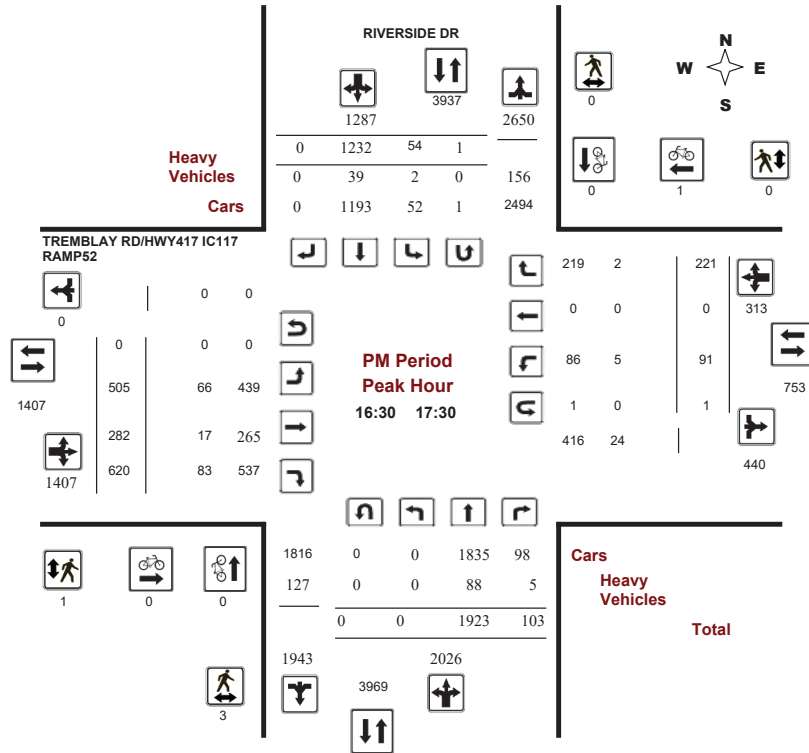 RIVERSIDE DR
N
W E
S
3937
0
1287 2650
0 1232 54 1
Heavy
Vehicles
0 39 2 0 156
0 1 0
Cars 0 1193 52 1 2494
TREMBLAY RD/HWY417 IC117
RAMP52
219 2 221
0 0
0
0 0 0 313
0 0 0
PM Period
Peak Hour
86 5 91
753
505 66 439
1407
16:30 17:30
1 0 1
282 17 265
416 24
1407
620 83 537
440
1816 0 0 1835 98 Cars
127 0 0 88 5 Heavy
Vehicles
1 0 0
0 0 1923 103 Total
1943 2026
3969
3